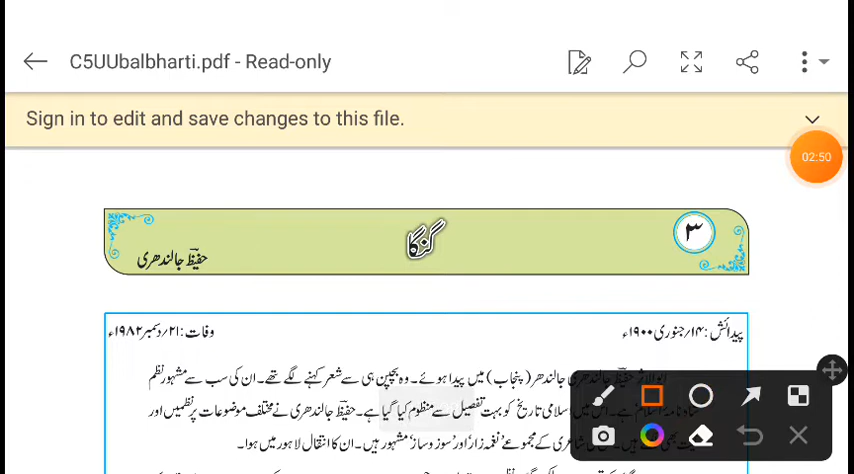 C5UUbalbharti.pdf - Read-only
Sign in to edit and save changes to this file.
02:50
۳
گنگا
حفیظؔ جالندھری
پیدائش : ۱۴؍جنوری ۱۹۰۰ء وفات : ۲۱؍دسمبر ۱۹۸۲ء
ابوالاثر حفیظؔ جالندھری جالندھر (پنجاب) میں پیدا ہوئے۔ وہ بچپن ہی سے شعر کہنے لگے تھے۔ ان کی سب سے مشہور نظم
اسلامی تاریخ کو بہت تفصیل سے منظوم کیا گیا ہے۔ حفیظؔ جالندھری نے مختلف موضوعات پر نظمیں اور
کے مجموعے 'نغمہ زار' اور 'سوز و ساز' مشہور ہیں۔ ان کا انتقال لاہور میں ہوا۔